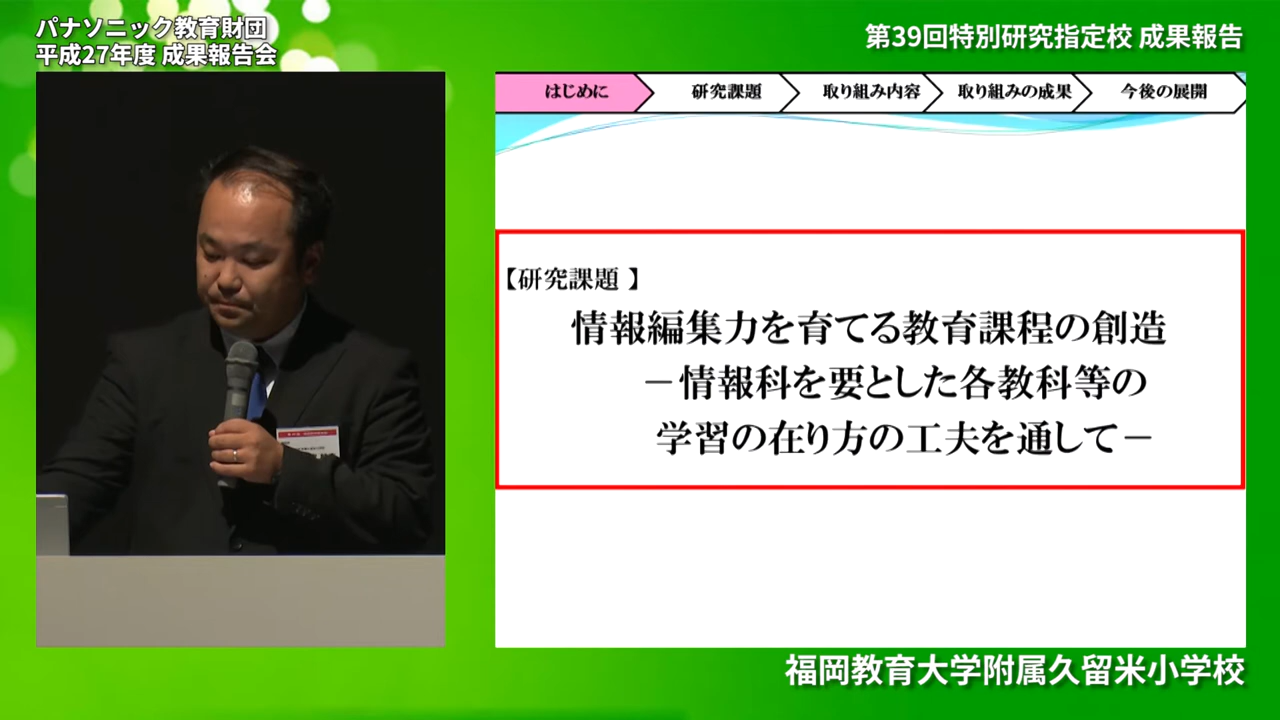 パナソニック教育財団
平成27年度 成果報告会
第39回特別研究指定校 成果報告
はじめに
研究課題
取り組み内容
取り組みの成果
今後の展開
【研究課題 】
情報編集力を育てる教育課程の創造
－情報科を要とした各教科等の
学習の在り方の工夫を通して－
福岡教育大学附属久留米小学校